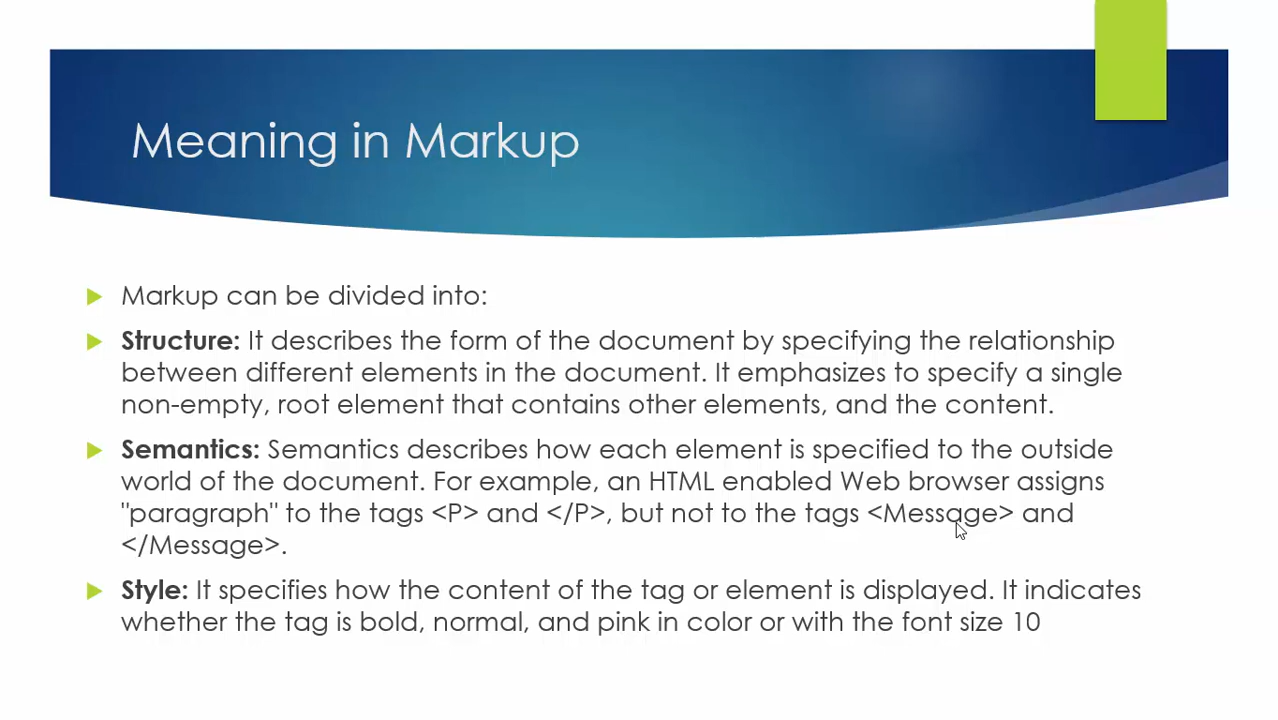 Meaning in Markup
Markup can be divided into:
Structure: It describes the form of the document by specifying the relationship
between different elements in the document. It emphasizes to specify a single
non-empty, root element that contains other elements, and the content.
Semantics: Semantics describes how each element is specified to the outside
world of the document. For example, an HTML enabled Web browser assigns
"paragraph" to the tags <P> and </P>, but not to the tags <Message> and
</Message>.
Style: It specifies how the content of the tag or element is displayed. It indicates
whether the tag is bold, normal, and pink in color or with the font size 10